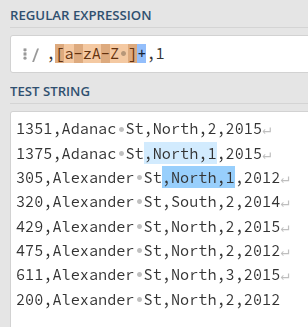 REGULAR EXPRESSION
⋮/ ,[a-zA-Z·]+,1
TEST STRING
1351,Adanac·St,North,2,2015↵
1375,Adanac·St,North,1,2015↵
305,Alexander·St,North,1,2012↵
320,Alexander·St,South,2,2014↵
429,Alexander·St,North,2,2015↵
475,Alexander·St,North,2,2012↵
611,Alexander·St,North,3,2015↵
200,Alexander·St,North,2,2012